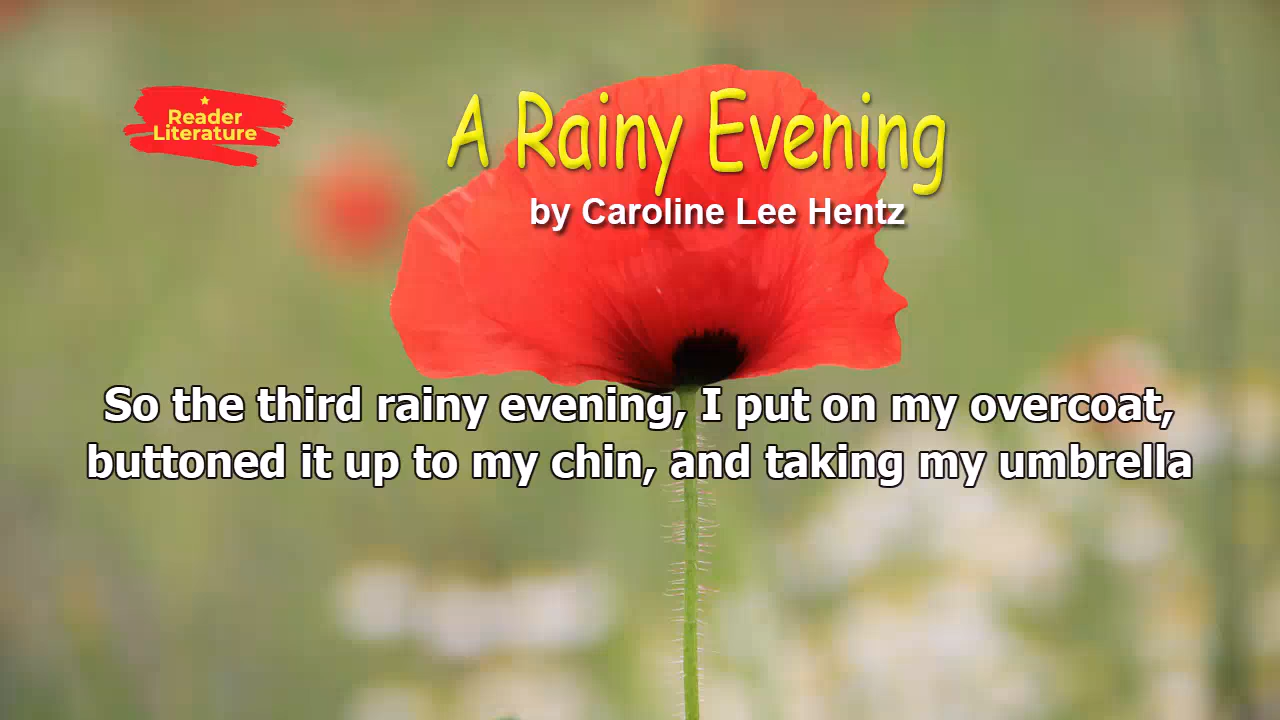 Reader
Literature
A Rainy Evening
by Caroline Lee Hentz
So the third rainy evening, I put on my overcoat,
buttoned it up to my chin, and taking my umbrella